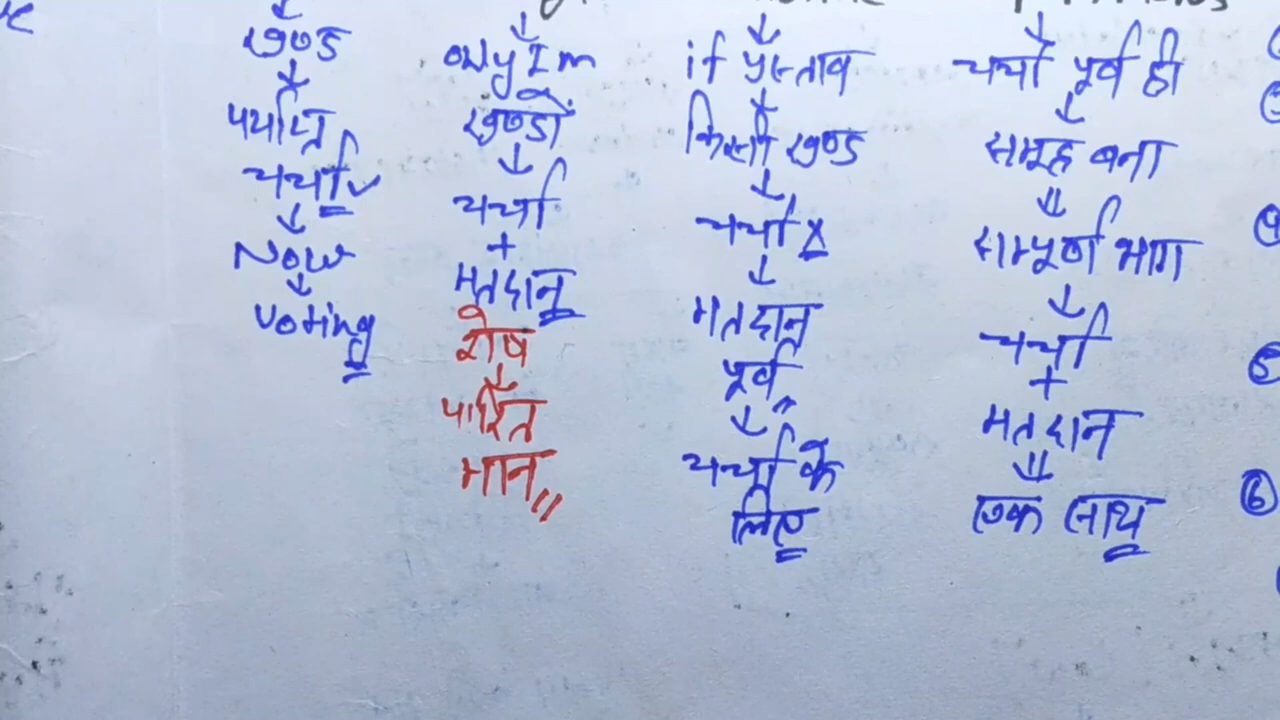 खण्ड
पर्याप्त
चर्चा
Now
voting
only Im
खण्डों
चर्चा
+
मतदान
शेष
पारित
मान
if प्रस्ताव
किसी खण्ड
चर्चा x
मतदान
पूर्व
चर्चा के
लिए
चर्चा पूर्व ही
समूह बना
सम्पूर्ण भाग
चर्चा
+
मतदान
एक साथ
6